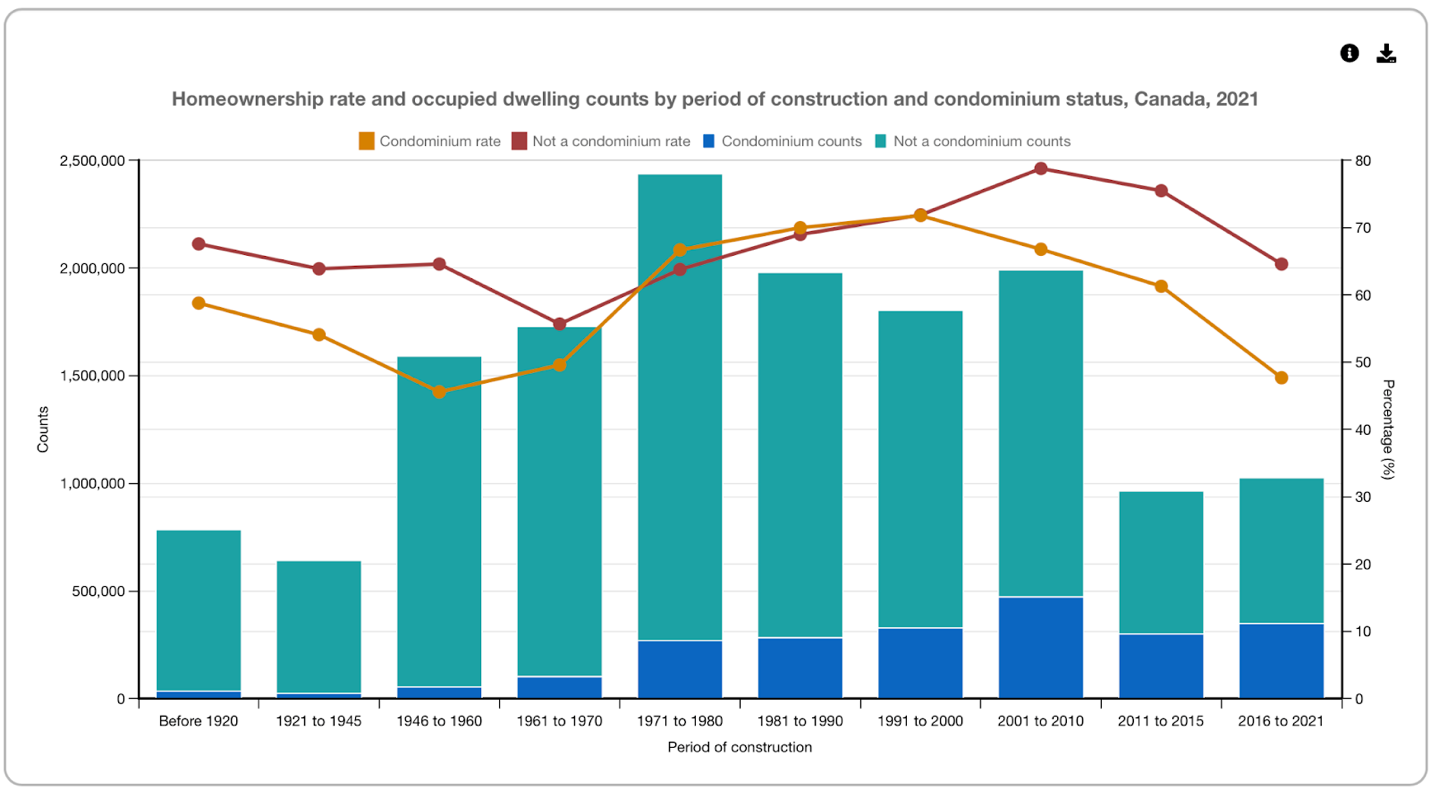 Homeownership rate and occupied dwelling counts by period of construction and condominium status, Canada, 2021
Condominium rate Not a condominium rate Condominium counts Not a condominium counts
2,500,000
2,000,000
1,500,000
1,000,000
500,000
0
Counts
80
70
60
50
40
30
20
10
0
Percentage (%)
Before 1920 1921 to 1945 1946 to 1960 1961 to 1970 1971 to 1980 1981 to 1990 1991 to 2000 2001 to 2010 2011 to 2015 2016 to 2021
Period of construction